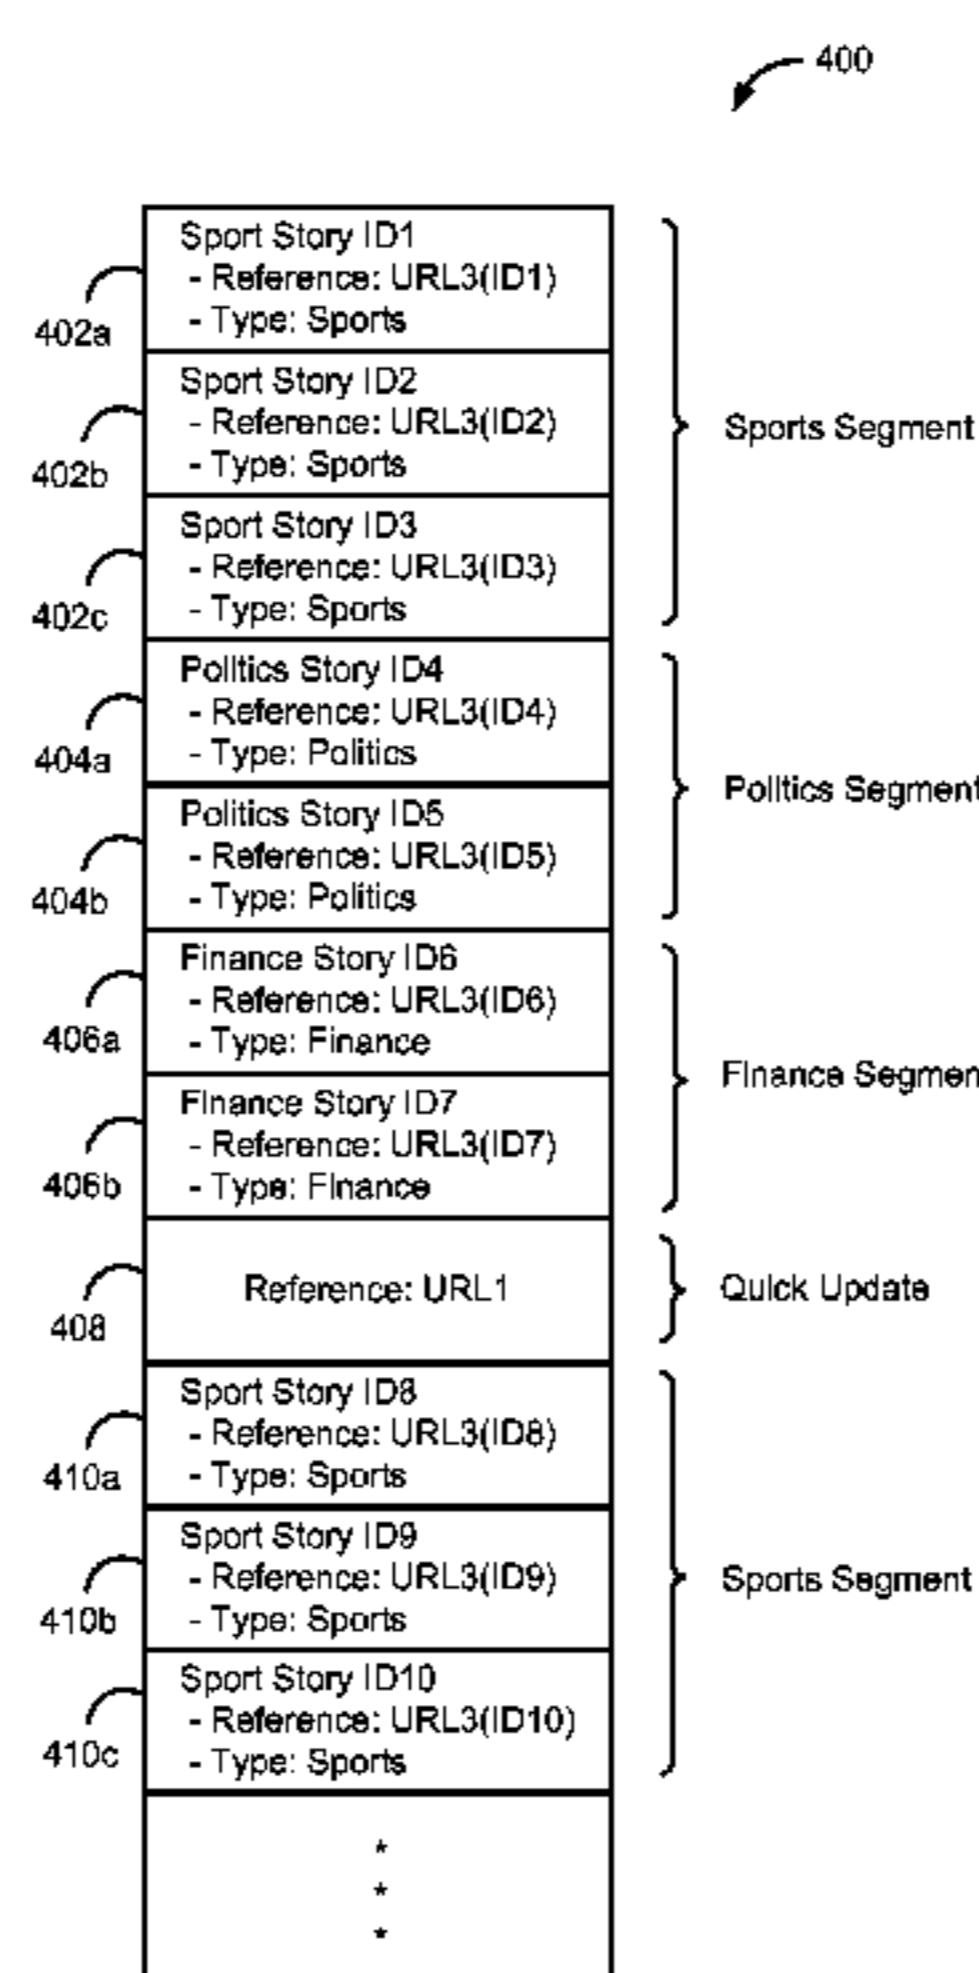 400
Sport Story ID1
- Reference: URL3(ID1)
- Type: Sports
402a
Sport Story ID2
- Reference: URL3(ID2)
- Type: Sports
402b
Sports Segment
Sport Story ID3
- Reference: URL3(ID3)
- Type: Sports
402c
Politics Story ID4
- Reference: URL3(ID4)
- Type: Politics
404a
Politics Segment
Politics Story ID5
- Reference: URL3(ID5)
- Type: Politics
404b
Finance Story ID6
- Reference: URL3(ID6)
- Type: Finance
406a
Finance Segmen
Finance Story ID7
- Reference: URL3(ID7)
- Type: Finance
406b
Reference: URL1
408
Quick Update
Sport Story ID8
- Reference: URL3(ID8)
- Type: Sports
410a
Sport Story ID9
- Reference: URL3(ID9)
- Type: Sports
410b
Sports Segment
Sport Story ID10
- Reference: URL3(ID10)
- Type: Sports
410c
*
*
*